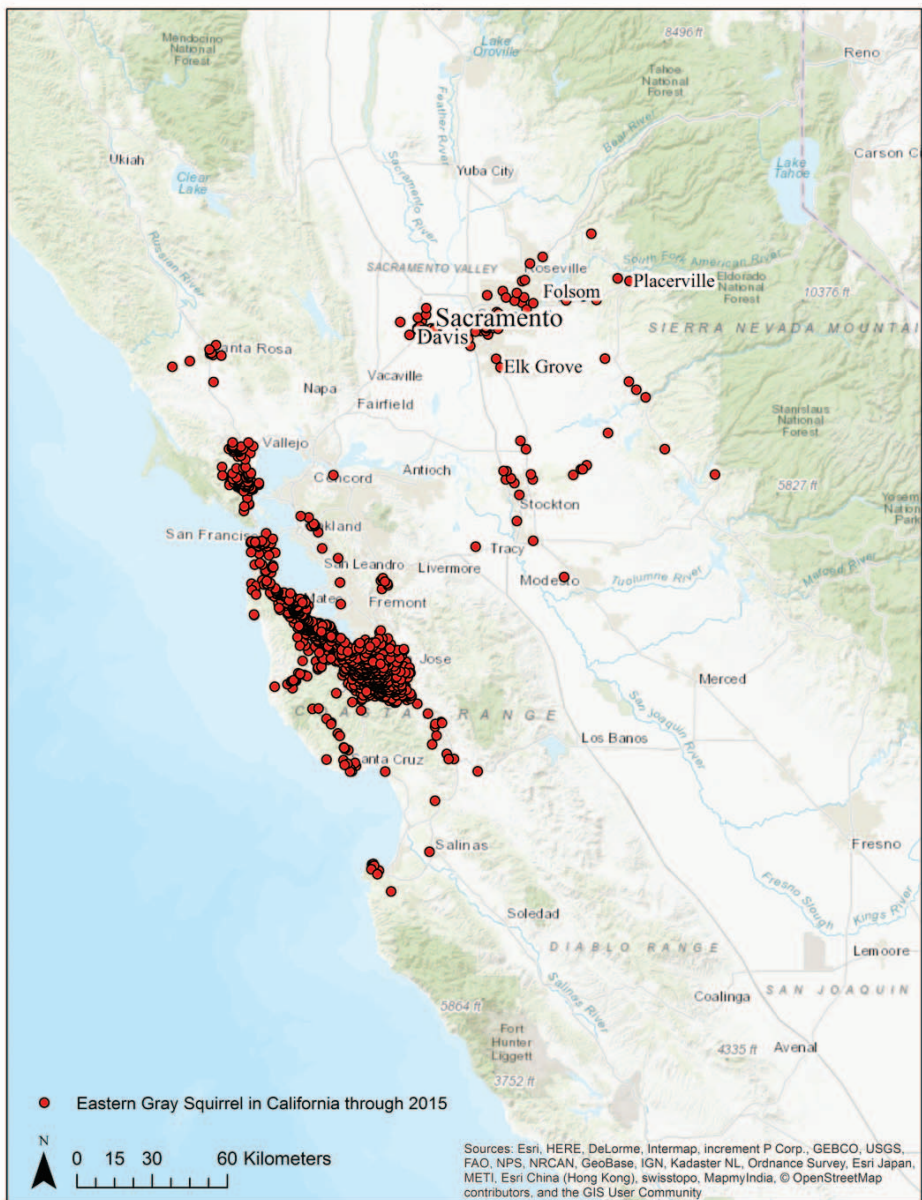 Mendocino
National
Forest
Lake
Oroville
8496 ft
Reno
Tahoe
National
Forest
Feather River
Bear River
Ukiah
Clear
Lake
Yuba City
Lake
Tahoe
Carson Ci
Sacramento River
Russian River
SACRAMENTO VALLEY
Roseville
South Fork American River
Folsom
Placerville
Eldorado
National
Forest
10376 ft
Sacramento
Davis
SIERRA NEVADA MOUNTA
anta Rosa
Elk Grove
Napa
Vacaville
Fairfield
Stanislaus
National
Forest
Vallejo
Concord
Antioch
5827 ft
Stockton
Yosem
Nation
Park
San Francis
kland
Tracy
San Leandro
Livermore
Modesto
Tuolumne River
Merced River
Mateo
Fremont
Jose
Merced
COASTA RANGE
San Joaquin River
Los Banos
Santa Cruz
Salinas
Fresno
Fresno Slough
Kings River
Soledad
DIABLO RANGE
Lemoore
Salinas River
SAN JOAQUIN
Coalinga
5864 ft
Fort
Hunter
Liggett
4335 ft
Avenal
3752 ft
Eastern Gray Squirrel in California through 2015
N
0 15 30 60 Kilometers
Sources: Esri, HERE, DeLorme, Intermap, increment P Corp., GEBCO, USGS,
FAO, NPS, NRCAN, GeoBase, IGN, Kadaster NL, Ordnance Survey, Esri Japan,
METI, Esri China (Hong Kong), swisstopo, MapmyIndia, © OpenStreetMap
contributors, and the GIS User Community